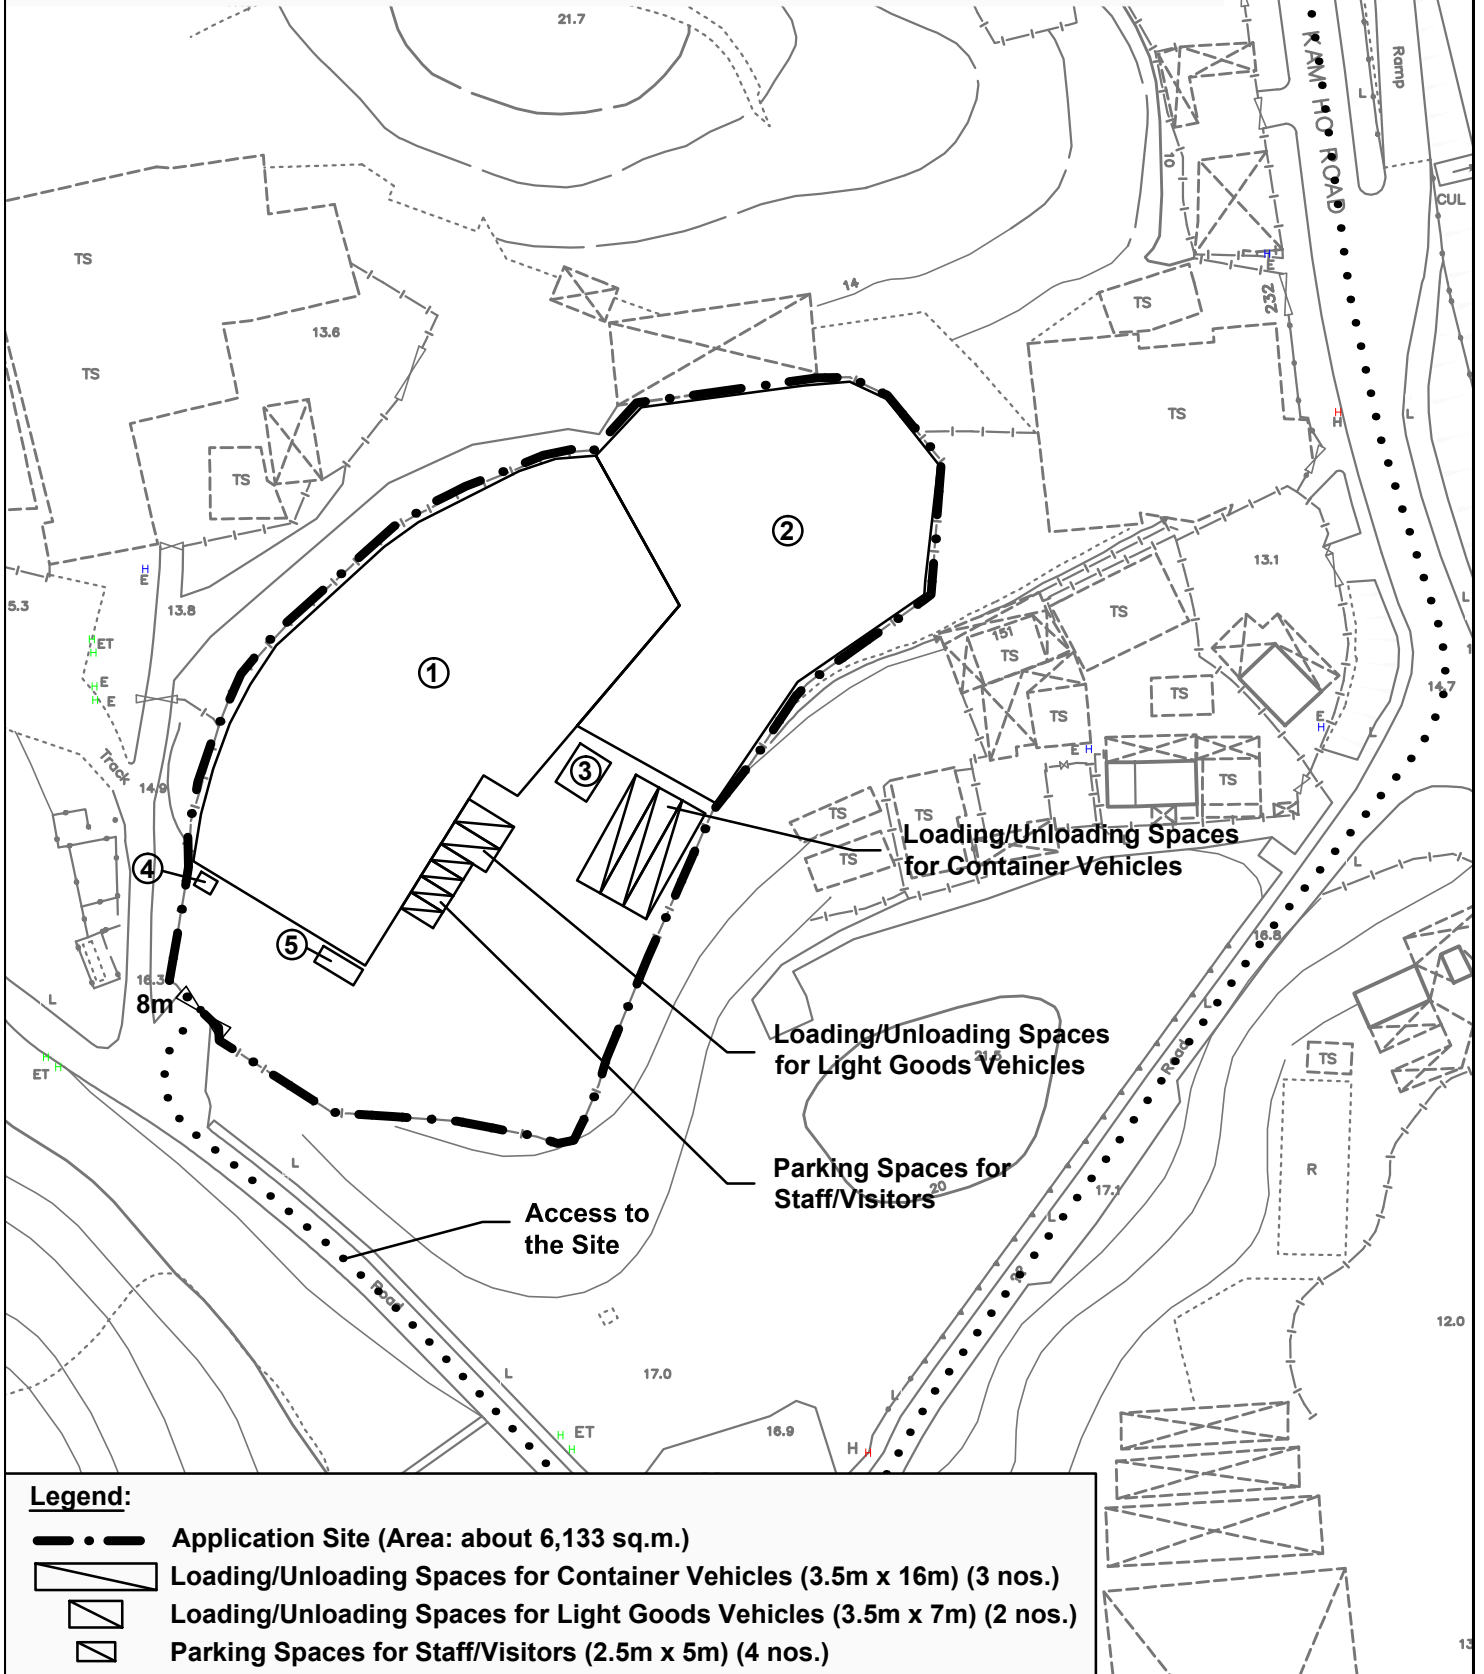 21.7
KAM HO ROAD
Ramp
L
10
CUL
TS
E
14
232
TS
13.6
TS
TS
H
L
TS
TS
2
13.1
E
5.3
13.8
L
ET
TS
151
TS
1
E
E
TS
14.7
TS
E
E
Track
3
TS
14.9
TS
TS
TS
Loading/Unloading Spaces
for Container Vehicles
4
L
5
16.8
16.3
8m
L
L
Loading/Unloading Spaces
for Light Goods Vehicles
21.5
Road
TS
ET
L
Parking Spaces for
Staff/Visitors
R
20
17.1
Access to
the Site
L
Road
12.0
17.0
L
L
ET
16.9
H
Legend:
Application Site (Area: about 6,133 sq.m.)
Loading/Unloading Spaces for Container Vehicles (3.5m x 16m) (3 nos.)
Loading/Unloading Spaces for Light Goods Vehicles (3.5m x 7m) (2 nos.)
Parking Spaces for Staff/Visitors (2.5m x 5m) (4 nos.)